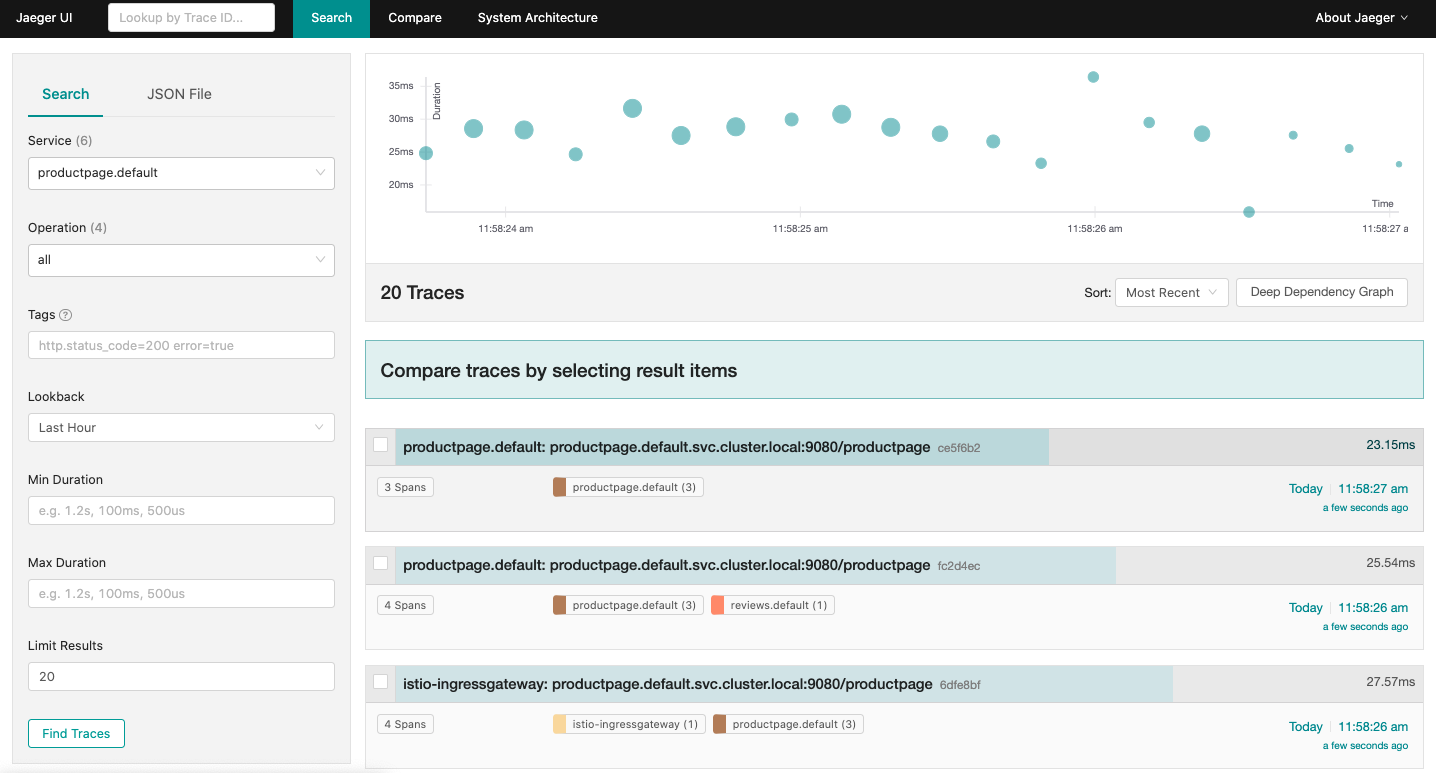 Jaeger UI
Lookup by Trace ID...
Search
Compare
System Architecture
About Jaeger
Search
JSON File
Service (6)
productpage.default
Operation (4)
all
Tags
http.status_code=200 error=true
Lookback
Last Hour
Min Duration
e.g. 1.2s, 100ms, 500us
Max Duration
e.g. 1.2s, 100ms, 500us
Limit Results
20
Find Traces
Duration
35ms
30ms
25ms
20ms
Time
11:58:24 am
11:58:25 am
11:58:26 am
11:58:27 a
20 Traces
Sort:
Most Recent
Deep Dependency Graph
Compare traces by selecting result items
productpage.default: productpage.default.svc.cluster.local:9080/productpage ce5f6b2
23.15ms
3 Spans
productpage.default (3)
Today 11:58:27 am
a few seconds ago
productpage.default: productpage.default.svc.cluster.local:9080/productpage fc2d4ec
25.54ms
4 Spans
productpage.default (3)
reviews.default (1)
Today 11:58:26 am
a few seconds ago
istio-ingressgateway: productpage.default.svc.cluster.local:9080/productpage 6dfe8bf
27.57ms
4 Spans
istio-ingressgateway (1)
productpage.default (3)
Today 11:58:26 am
a few seconds ago